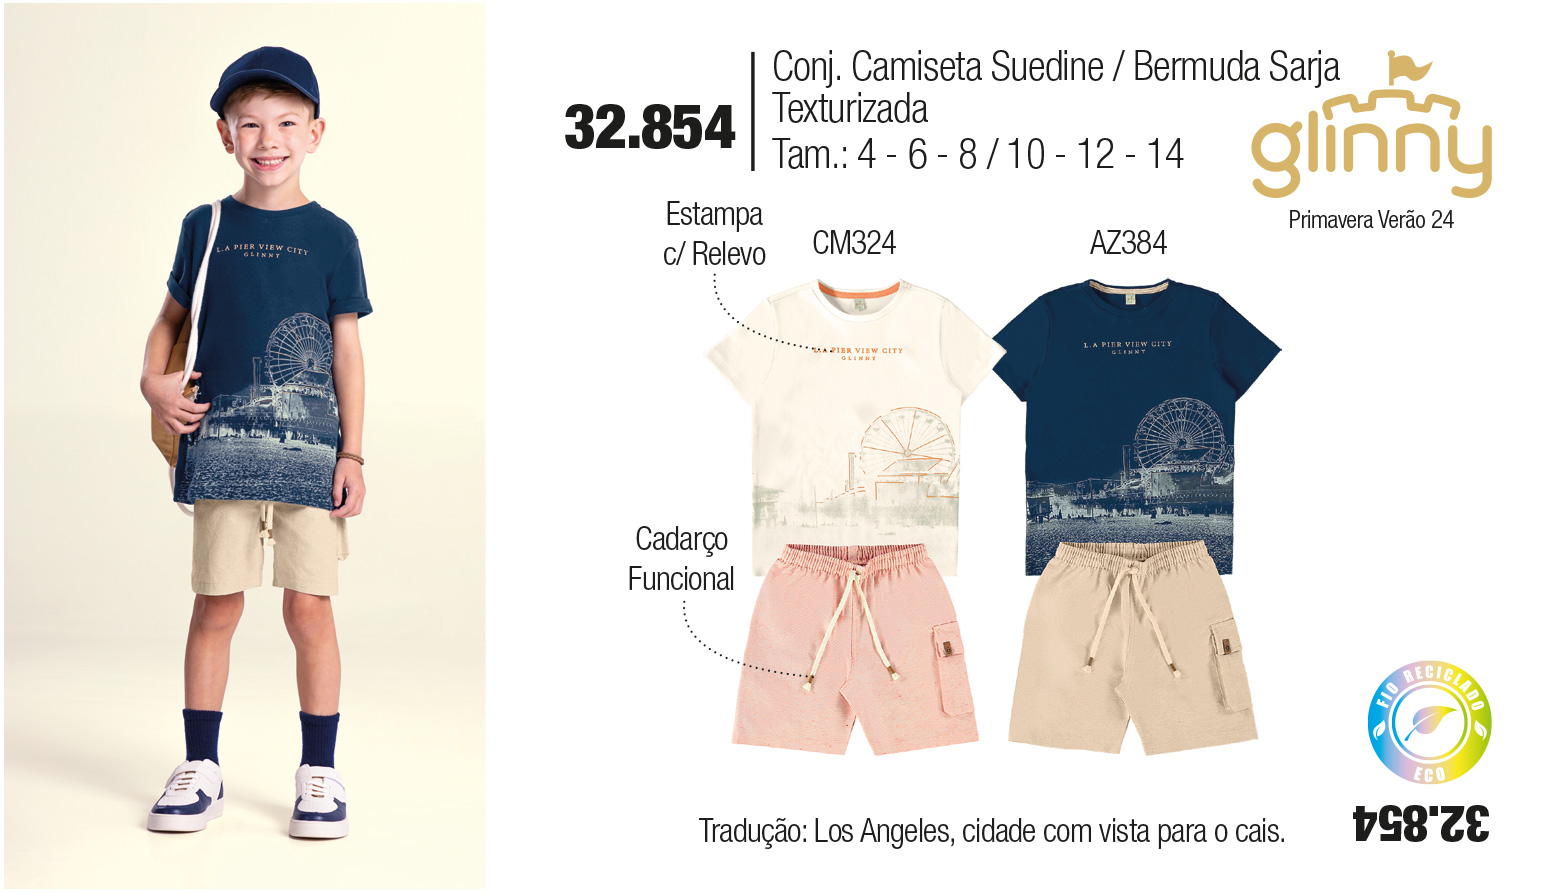 32.854
Conj. Camiseta Suedine / Bermuda Sarja
Texturizada
Tam.: 4 - 6 - 8 / 10 - 12 - 14
glinny
Primavera Verão 24
Estampa
c/ Relevo
CM324
AZ384
L.A PIER VIEW CITY
GLINNY
L.A PIER VIEW CITY
GLINNY
L.A PIER VIEW CITY
GLINNY
Cadarço
Funcional
FIO RECICLADO
ECO
Tradução: Los Angeles, cidade com vista para o cais.
32.854